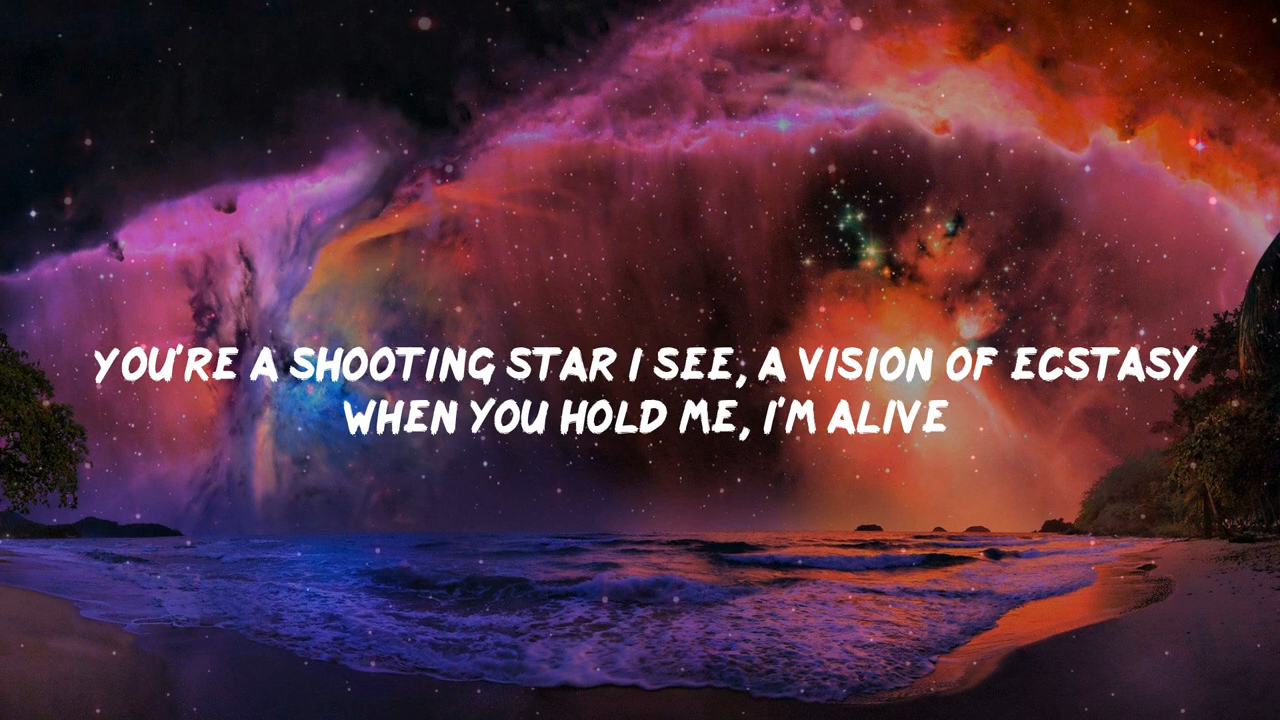 YOU'RE A SHOOTING STAR I SEE, A VISION OF ECSTASY
WHEN YOU HOLD ME, I'M ALIVE